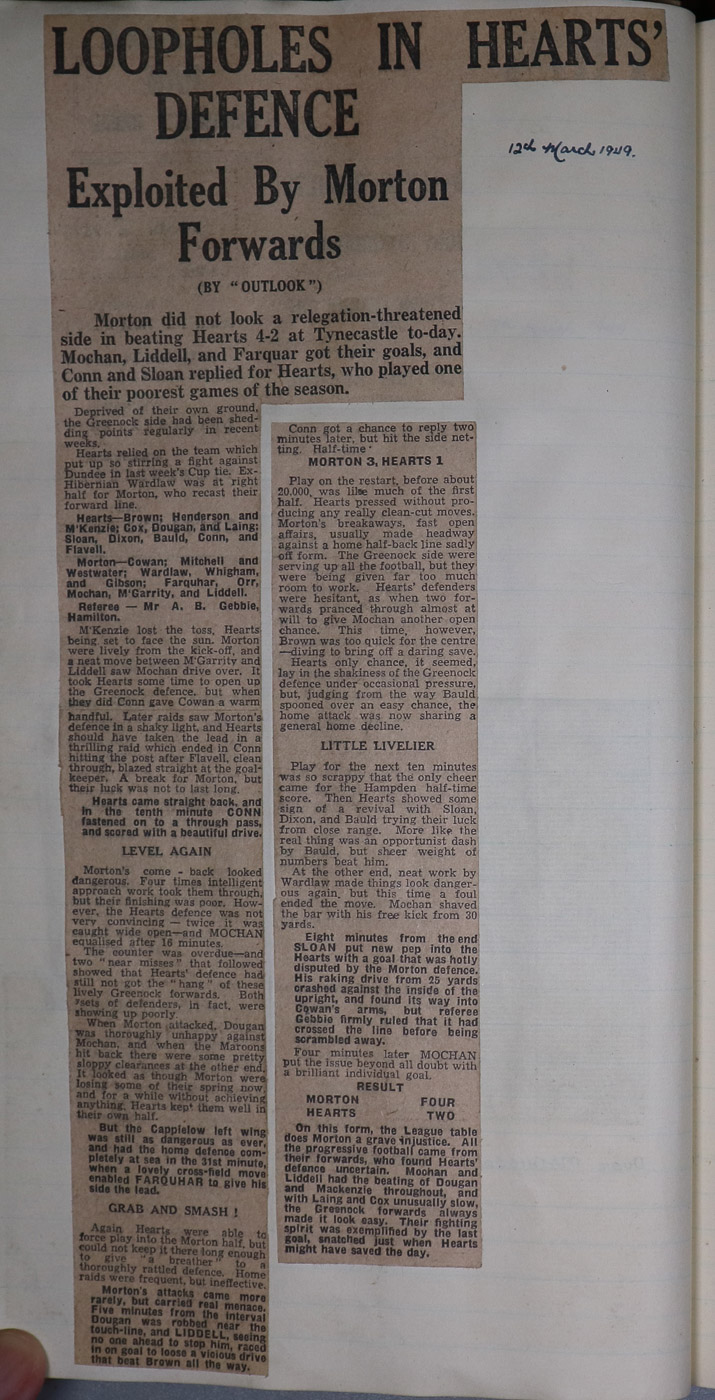 LOOPHOLES IN HEARTS'
DEFENCE
12th March 1949.
Exploited By Morton
Forwards
(BY "OUTLOOK")
Morton did not look a relegation-threatened
side in beating Hearts 4-2 at Tynecastle to-day.
Mochan, Liddell, and Farquar got their goals, and
Conn and Sloan replied for Hearts, who played one
of their poorest games of the season.
Deprived of their own ground,
the Greenock side had been shed-
ding points regularly in recent
weeks.
Hearts relied on the team which
put up so stirring a fight against
Dundee in last week's Cup tie. Ex-
Hibernian Wardlaw was at right
half for Morton, who recast their
forward line.
Hearts—Brown; Henderson and
M'Kenzie; Cox, Dougan, and Laing;
Sloan, Dixon, Bauld, Conn, and
Flavell.
Morton—Cowan; Mitchell and
Westwater; Wardlaw, Whigham,
and Gibson; Farquhar, Orr,
Mochan, M'Garrity, and Liddell.
Referee — Mr A. B. Gebbie,
Hamilton.
M'Kenzie lost the toss, Hearts
being set to face the sun. Morton
were lively from the kick-off, and
a neat move between M'Garrity and
Liddell saw Mochan drive over. It
took Hearts some time to open up
the Greenock defence, but when
they did Conn gave Cowan a warm
handful. Later raids saw Morton's
defence in a shaky light, and Hearts
should have taken the lead in a
thrilling raid which ended in Conn
hitting the post after Flavell, clean
through, blazed straight at the goal-
keeper. A break for Morton, but
their luck was not to last long.
Hearts came straight back, and
in the tenth minute CONN
fastened on to a through pass,
and scored with a beautiful drive.
LEVEL AGAIN
Morton's come - back looked
dangerous. Four times intelligent
approach work took them through,
but their finishing was poor. How-
ever, the Hearts defence was not
very convincing — twice it was
caught wide open—and MOCHAN
equalised after 16 minutes.
The counter was overdue—and
two "near misses" that followed
showed that Hearts' defence had
still not got the "hang" of these
lively Greenock forwards. Both
sets of defenders, in fact, were
showing up poorly.
When Morton attacked, Dougan
was thoroughly unhappy against
Mochan, and when the Maroons
hit back there were some pretty
sloppy clearances at the other end.
It looked as though Morton were
losing some of their spring now,
and for a while without achieving
anything, Hearts kept them well in
their own half.
But the Cappielow left wing
was still as dangerous as ever,
and had the home defence com-
pletely at sea in the 31st minute,
when a lovely cross-field move
enabled FARQUHAR to give his
side the lead.
GRAB AND SMASH !
Again Hearts were able to
force play into the Morton half, but
could not keep it there long enough
to give "a breather" to a
thoroughly rattled defence. Home
raids were frequent, but ineffective.
Morton's attacks came more
rarely, but carried real menace.
Five minutes from the interval
Dougan was robbed near the
touch-line, and LIDDELL, seeing
no one ahead to stop him, raced
in on goal to loose a vicious drive
that beat Brown all the way.
Conn got a chance to reply two
minutes later, but hit the side net-
ting. Half-time
MORTON 3, HEARTS 1
Play on the restart, before about
20,000, was like much of the first
half. Hearts pressed without pro-
ducing any really clean-cut moves.
Morton's breakaways, fast open
affairs, usually made headway
against a home half-back line sadly
off form. The Greenock side were
serving up all the football, but they
were being given far too much
room to work. Hearts' defenders
were hesitant, as when two for-
wards pranced through almost at
will to give Mochan another open
chance. This time, however,
Brown was too quick for the centre
—diving to bring off a daring save.
Hearts only chance, it seemed,
lay in the shakiness of the Greenock
defence under occasional pressure,
but, judging from the way Bauld
spooned over an easy chance, the
home attack was now sharing a
general home decline.
LITTLE LIVELIER
Play for the next ten minutes
was so scrappy that the only cheer
came for the Hampden half-time
score. Then Hearts showed some
sign of a revival with Sloan,
Dixon, and Bauld trying their luck
from close range. More like the
real thing was an opportunist dash
by Bauld, but sheer weight of
numbers beat him.
At the other end, neat work by
Wardlaw made things look danger-
ous again, but this time a foul
ended the move. Mochan shaved
the bar with his free kick from 30
yards.
Eight minutes from the end
SLOAN put new pep into the
Hearts with a goal that was hotly
disputed by the Morton defence.
His raking drive from 25 yards
crashed against the inside of the
upright, and found its way into
Cowan's arms, but referee
Gebbie firmly ruled that it had
crossed the line before being
scrambled away.
Four minutes later MOCHAN
put the issue beyond all doubt with
a brilliant individual goal.
RESULT
MORTON FOUR
HEARTS TWO
On this form, the League table
does Morton a grave injustice. All
the progressive football came from
their forwards, who found Hearts'
defence uncertain. Mochan and
Liddell had the beating of Dougan
and Mackenzie throughout, and
with Laing and Cox unusually slow,
the Greenock forwards always
made it look easy. Their fighting
spirit was exemplified by the last
goal, snatched just when Hearts
might have saved the day.